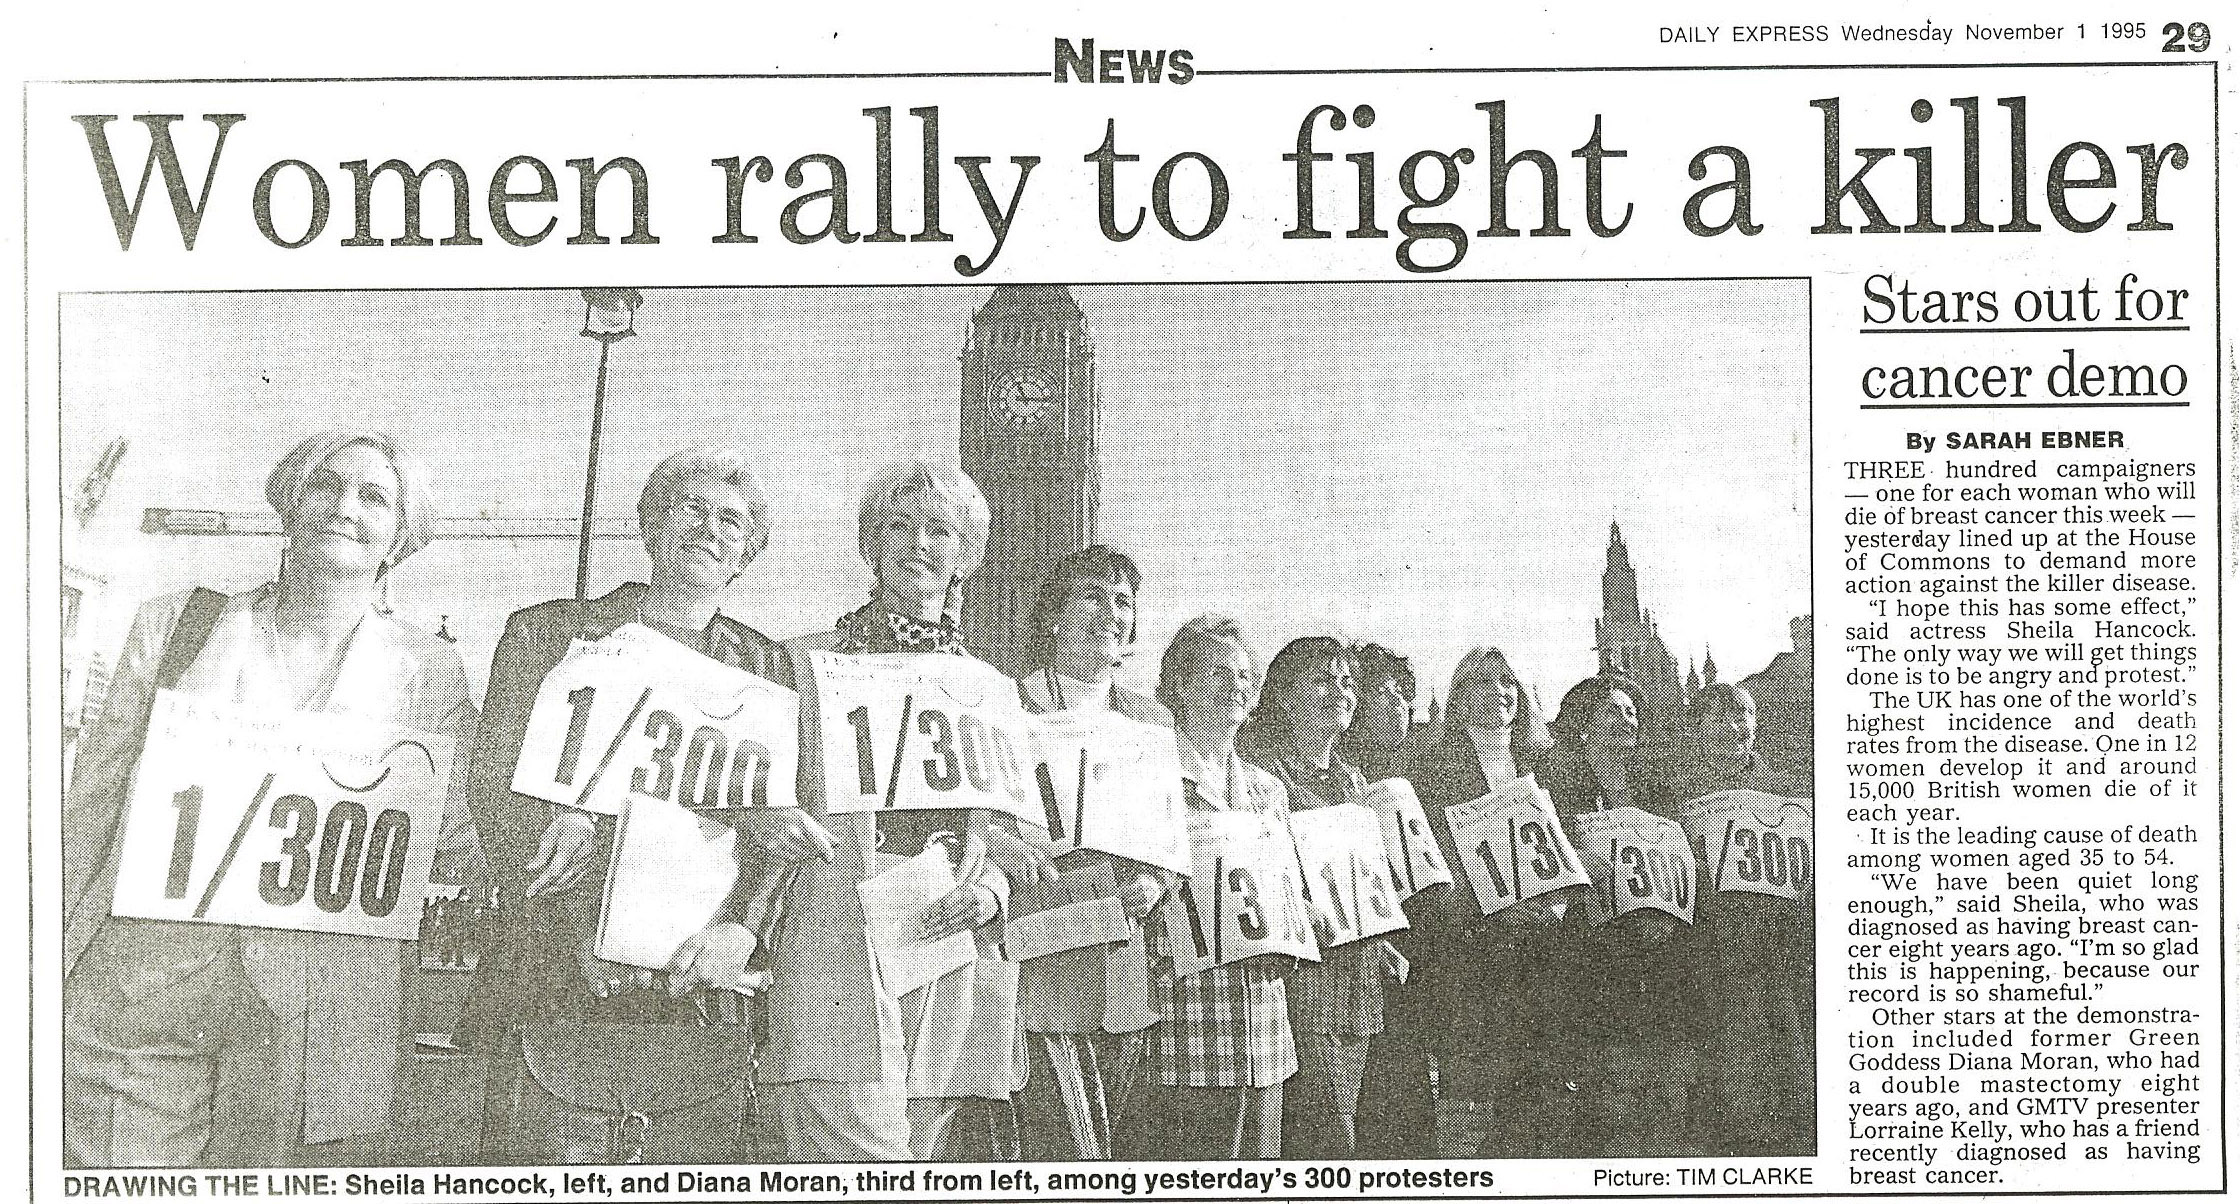 DAILY EXPRESS Wednesday November 1 1995 29
NEWS
Women rally to fight a killer
Stars out for
cancer demo
By SARAH EBNER
THREE hundred campaigners
— one for each woman who will
die of breast cancer this week —
yesterday lined up at the House
of Commons to demand more
action against the killer disease.
“I hope this has some effect,”
said actress Sheila Hancock.
“The only way we will get things
done is to be angry and protest.”
The UK has one of the world’s
highest incidence and death
rates from the disease. One in 12
women develop it and around
15,000 British women die of it
each year.
It is the leading cause of death
among women aged 35 to 54.
“We have been quiet long
enough,” said Sheila, who was
diagnosed as having breast can-
cer eight years ago. “I’m so glad
this is happening, because our
record is so shameful.”
Other stars at the demonstra-
tion included former Green
Goddess Diana Moran, who had
a double mastectomy eight
years ago, and GMTV presenter
Lorraine Kelly, who has a friend
recently diagnosed as having
breast cancer.
1/300
1/300
1/300
1/
1/30
1/3
1/3
1/30
/300
1/300
DRAWING THE LINE: Sheila Hancock, left, and Diana Moran, third from left, among yesterday’s 300 protesters
Picture: TIM CLARKE